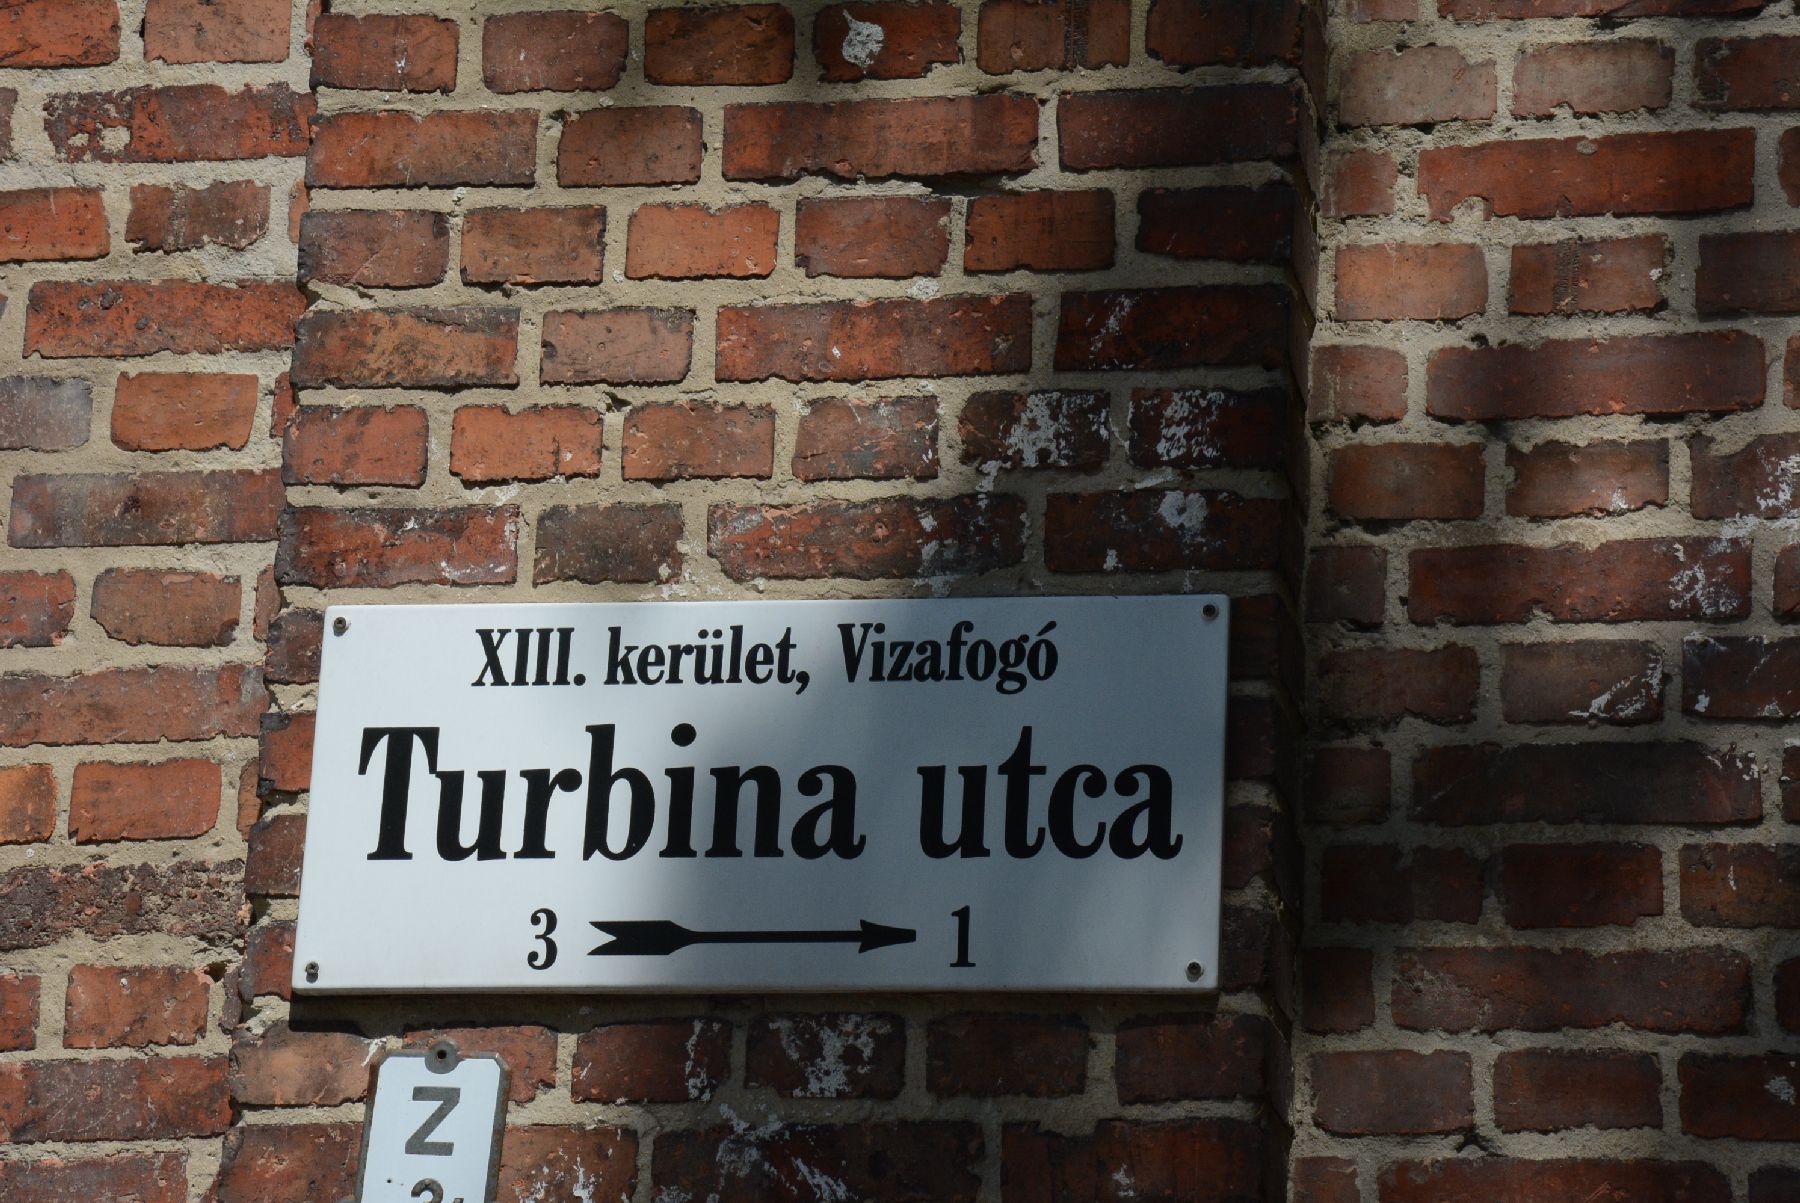 XIII. kerület, Vizafogó
Turbina utca
3 1
Z